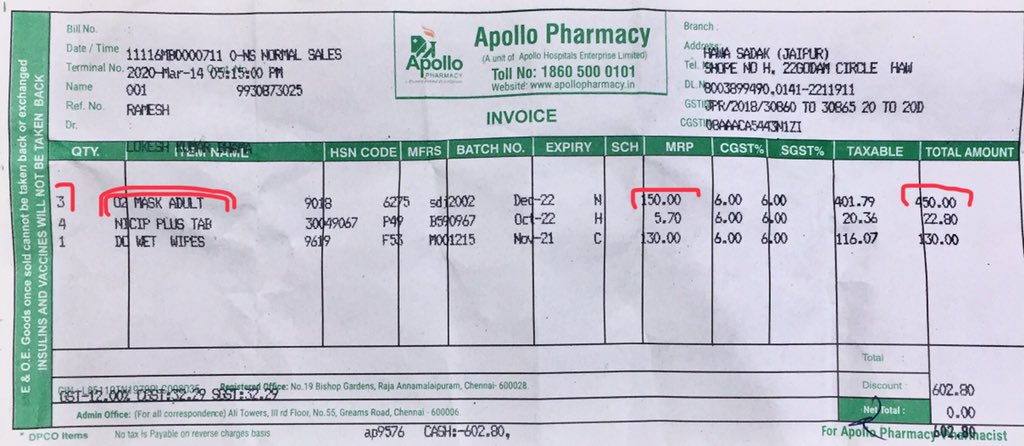 E & O.E. Goods once sold cannot be taken back or exchanged
INSULINS AND VACCINES WILL NOT BE TAKEN BACK
Bill No.
11116MB0000711 O-NS NORMAL SALES
Date / Time
Terminal No. 2020-Mar-14 05:15:00 PM
Name 001 9930873025
Ref. No. RAMESH
Dr.
LOKESH KUMAR SHARMA
Apollo
PHARMACY
Apollo Pharmacy
(A unit of Apollo Hospitals Enterprise Limited)
Toll No: 1860 500 0101
Website: www.apollopharmacy.in
INVOICE
Branch :
Address HAWA SADAK (JAIPUR)
Tel. SHOPE NO H, 22GODAM CIRCLE HAW
DL.N 8003899490,0141-2211911
GSTI JPR/2018/30860 TO 30865 20 TO 20D
CGSTI 08AAACA5443N1ZI
QTY. ITEM NAME HSN CODE MFRS BATCH NO. EXPIRY SCH MRP CGST% SGST% TAXABLE TOTAL AMOUNT
3 O2 MASK ADULT 9018 6275 sdj2002 Dec-22 N 150.00 6.00 6.00 401.79 450.00
4 NICIP PLUS TAB 30049067 P49 B590967 Oct-22 H 5.70 6.00 6.00 20.36 22.80
1 DC WET WIPES 9619 F53 M001215 Nov-21 C 130.00 6.00 6.00 116.07 130.00
Total
Discount : 602.80
Net Total : 0.00
602.80
Registered Office: No.19 Bishop Gardens, Raja Annamalaipuram, Chennai- 600028.
GST-12.00% CGST:32.29 SGST:32.29
Admin Office: (For all correspondence) Ali Towers, III rd Floor, No.55, Greams Road, Chennai - 600006.
* DPCO Items No tax is Payable on reverse charges basis ap9576 CASH:-602.80,
For Apollo Pharmacy Pharmacist